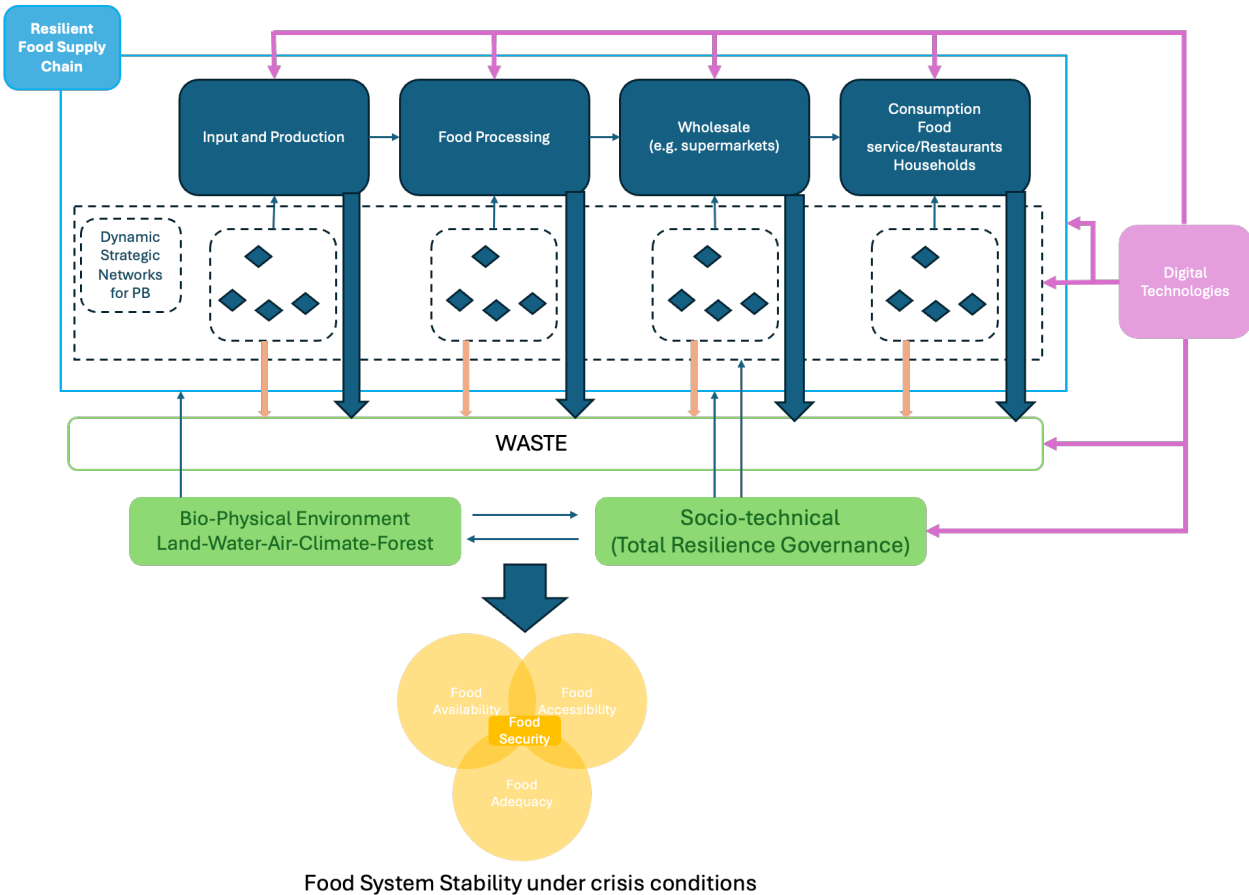 Resilient
Food Supply
Chain
Input and Production
Food Processing
Wholesale
(e.g. supermarkets)
Consumption
Food
service/Restaurants
Households
Dynamic
Strategic
Networks
for PB
Digital
Technologies
WASTE
Bio-Physical Environment
Land-Water-Air-Climate-Forest
Socio-technical
(Total Resilience Governance)
Food
Availability
Food
Accessibility
Food
Security
Food
Adequacy
Food System Stability under crisis conditions